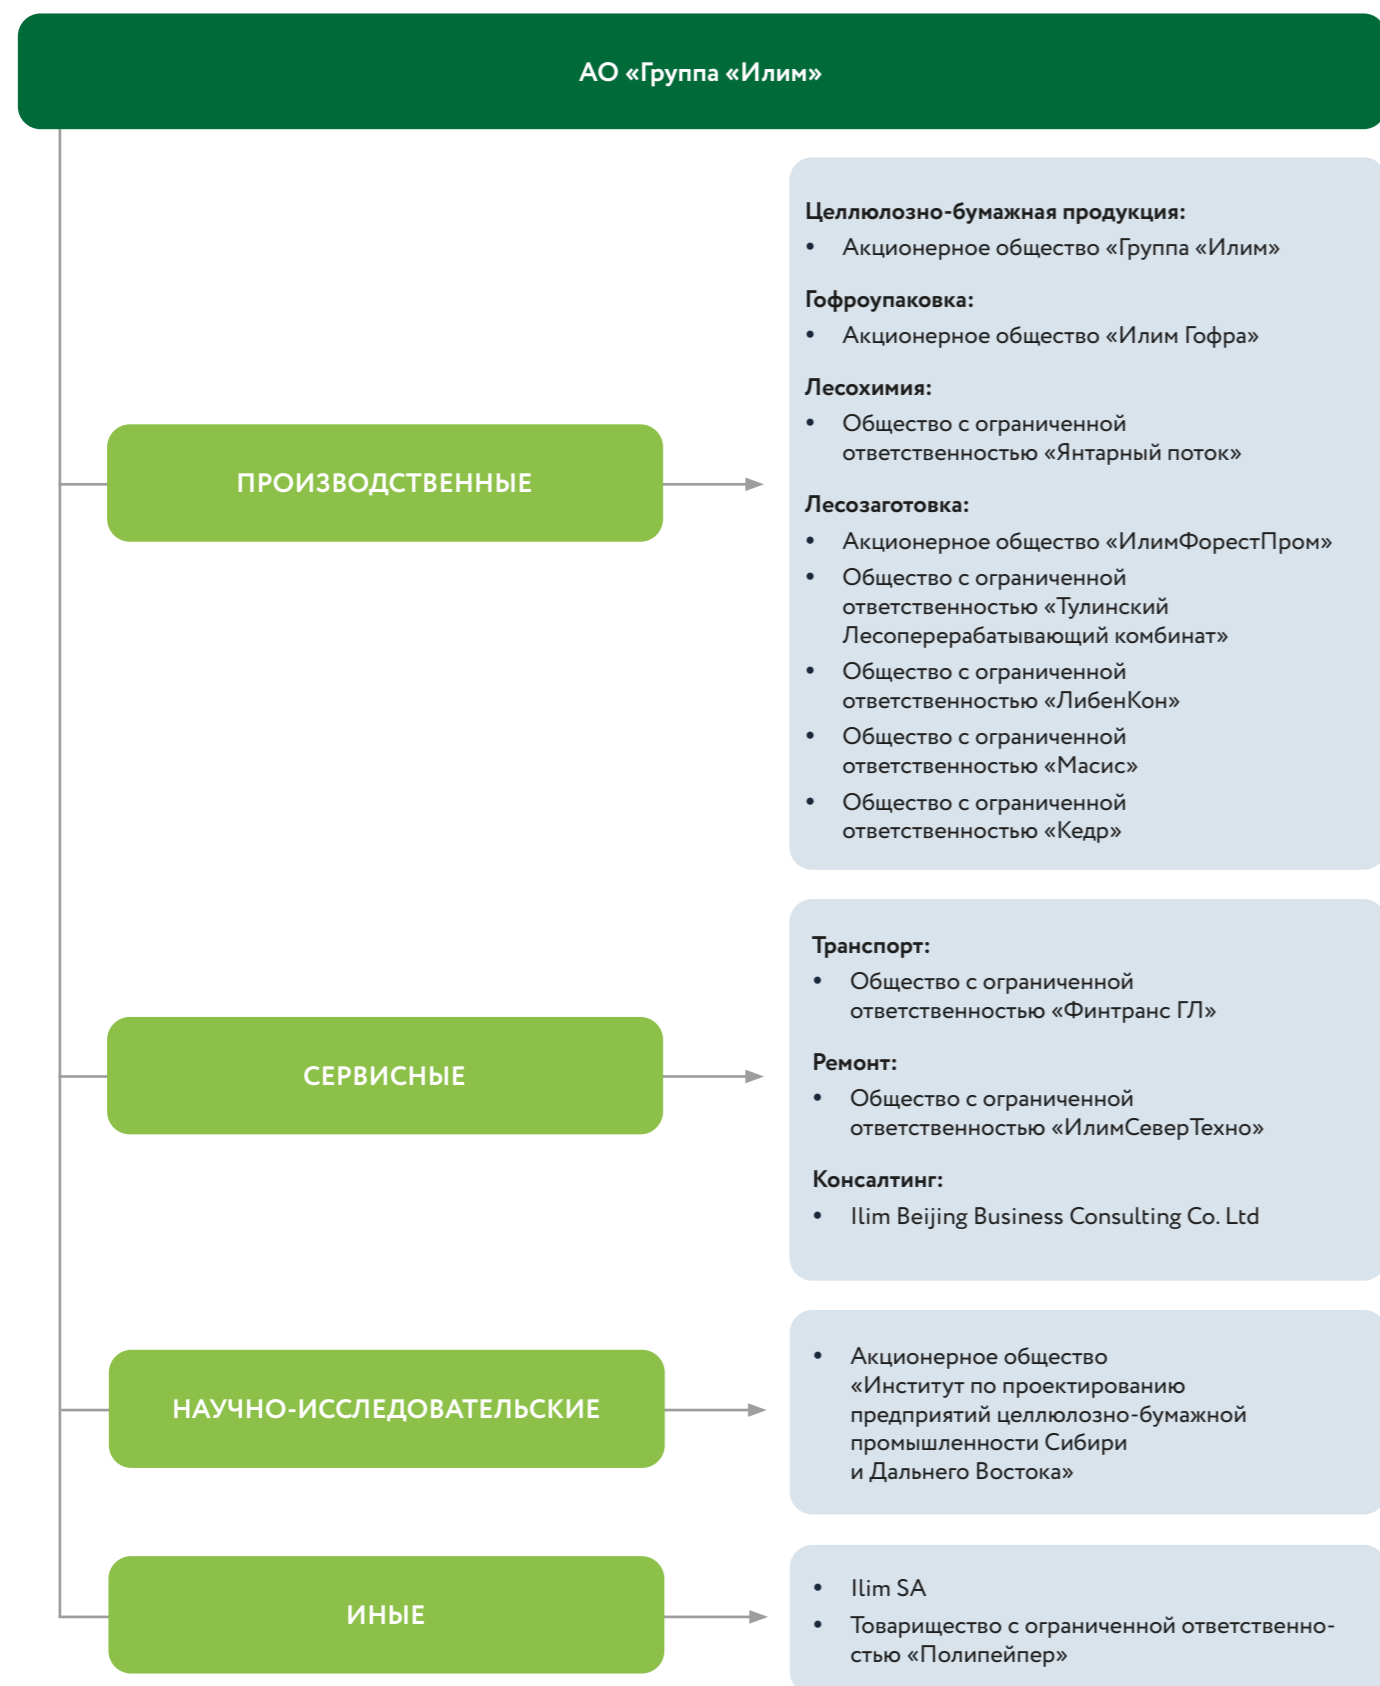 АО «Группа «Илим»
ПРОИЗВОДСТВЕННЫЕ
Целлюлозно-бумажная продукция:
• Акционерное общество «Группа «Илим»
Гофроупаковка:
• Акционерное общество «Илим Гофра»
Лесохимия:
• Общество с ограниченной
ответственностью «Янтарный поток»
Лесозаготовка:
• Акционерное общество «ИлимФорестПром»
• Общество с ограниченной
ответственностью «Тулинский
Лесоперерабатывающий комбинат»
• Общество с ограниченной
ответственностью «ЛибенКон»
• Общество с ограниченной
ответственностью «Масис»
• Общество с ограниченной
ответственностью «Кедр»
СЕРВИСНЫЕ
Транспорт:
• Общество с ограниченной
ответственностью «Финтранс ГЛ»
Ремонт:
• Общество с ограниченной
ответственностью «ИлимСеверТехно»
Консалтинг:
• Ilim Beijing Business Consulting Co. Ltd
НАУЧНО-ИССЛЕДОВАТЕЛЬСКИЕ
• Акционерное общество
«Институт по проектированию
предприятий целлюлозно-бумажной
промышленности Сибири
и Дальнего Востока»
ИНЫЕ
• Ilim SA
• Товарищество с ограниченной ответственно-
стью «Полипейпер»